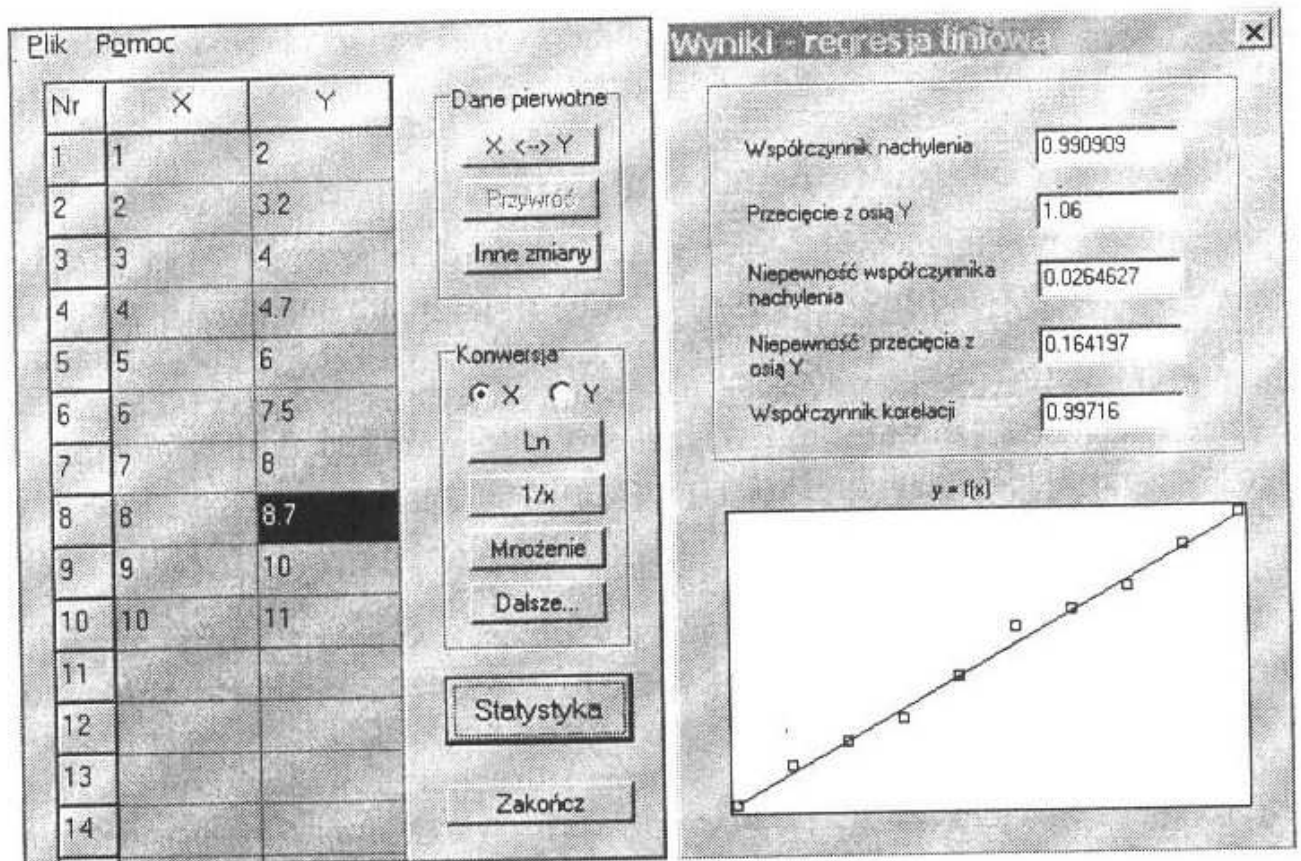 Plik Pomoc
Nr X Y
1 1 2
2 2 3.2
3 3 4
4 4 4.7
5 5 6
6 6 7.5
7 7 8
8 8 8.7
9 9 10
10 10 11
11
12
13
14
Dane pierwotne
X <--> Y
Przywróć
Inne zmiany
Konwersja
X Y
Ln
1/x
Mnożenie
Dalsze...
Statystyka
Zakończ
Wyniki - regresja liniowa
Współczynnik nachylenia 0.990909
Przecięcie z osią Y 1.06
Niepewność współczynnika
nachylenia 0.0264627
Niepewność przecięcia z
osią Y 0.164197
Współczynnik korelacji 0.99716
y = f(x)